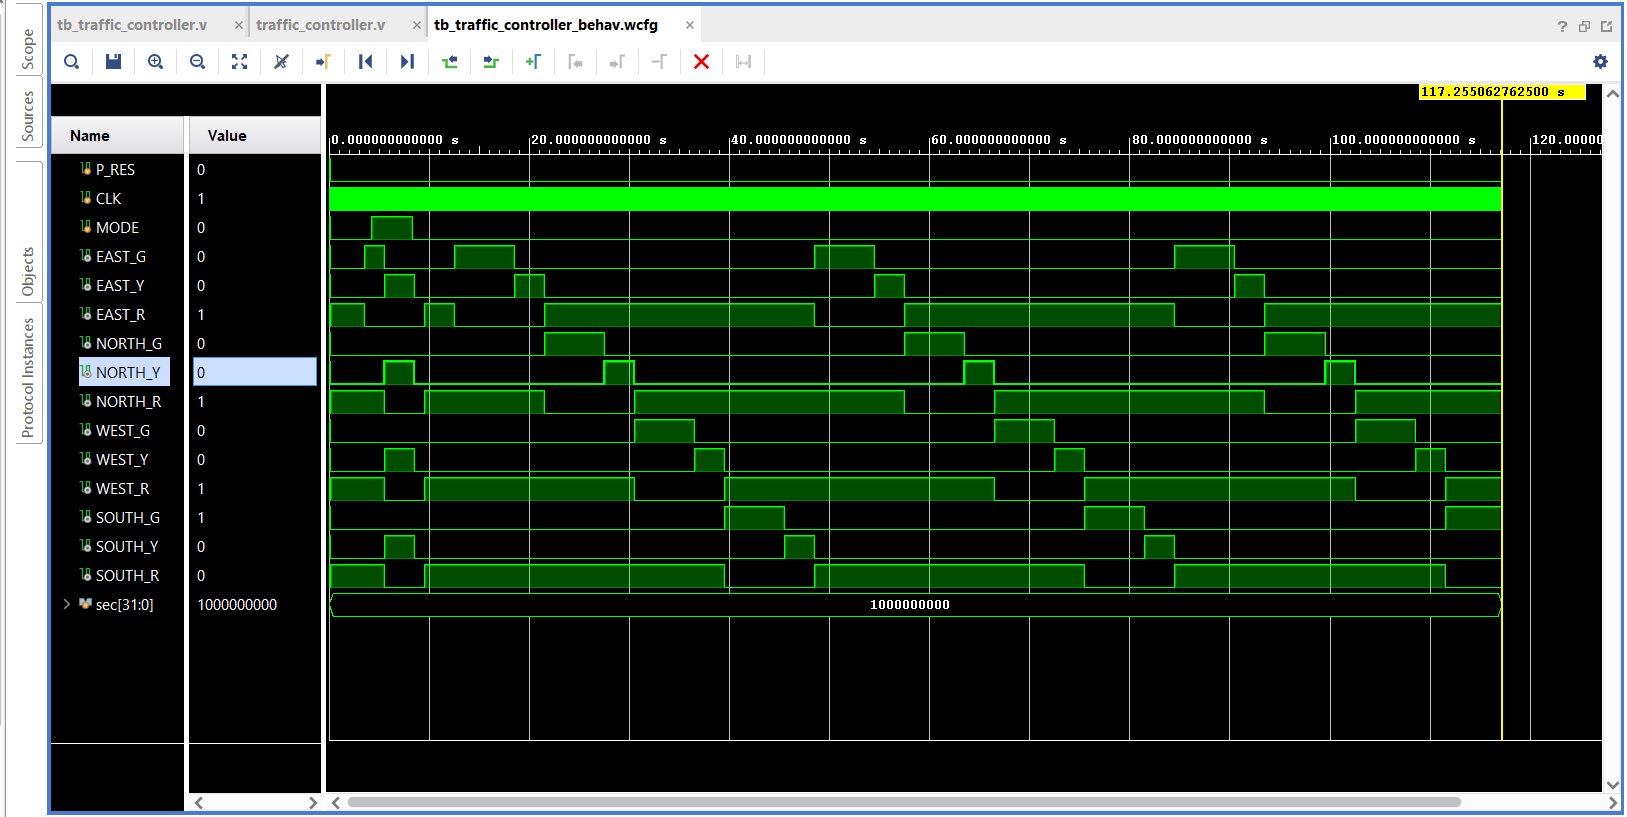 tb_traffic_controller.v × traffic_controller.v × tb_traffic_controller_behav.wcfg ×
?
Scope
Sources
Objects
Protocol Instances
117.255062762500 s
Name Value
0.000000000000 s 20.000000000000 s 40.000000000000 s 60.000000000000 s 80.000000000000 s 100.000000000000 s 120.00000
P_RES 0
CLK 1
MODE 0
EAST_G 0
EAST_Y 0
EAST_R 1
NORTH_G 0
NORTH_Y 0
NORTH_R 1
WEST_G 0
WEST_Y 0
WEST_R 1
SOUTH_G 1
SOUTH_Y 0
SOUTH_R 0
sec[31:0] 1000000000 1000000000